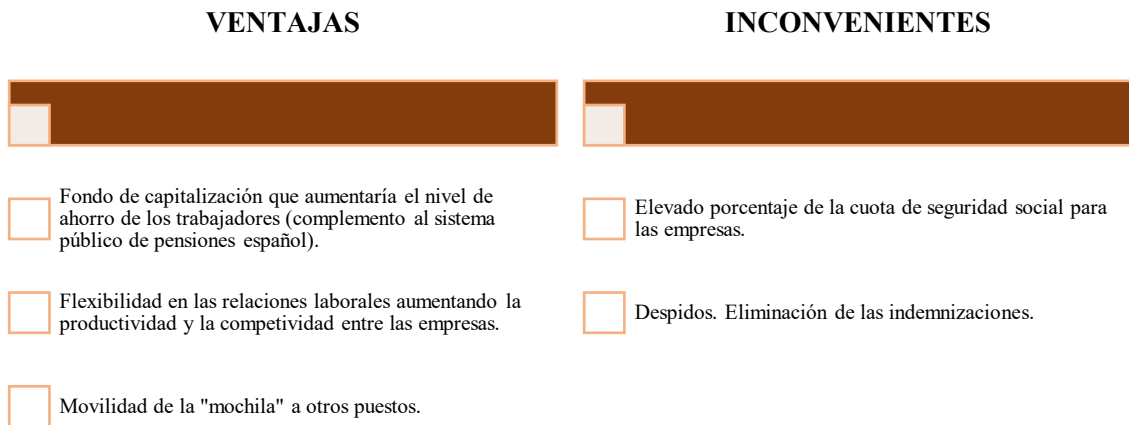 VENTAJAS
INCONVENIENTES
Fondo de capitalización que aumentaría el nivel de
ahorro de los trabajadores (complemento al sistema
público de pensiones español).
Flexibilidad en las relaciones laborales aumentando la
productividad y la competividad entre las empresas.
Movilidad de la "mochila" a otros puestos.
Elevado porcentaje de la cuota de seguridad social para
las empresas.
Despidos. Eliminación de las indemnizaciones.